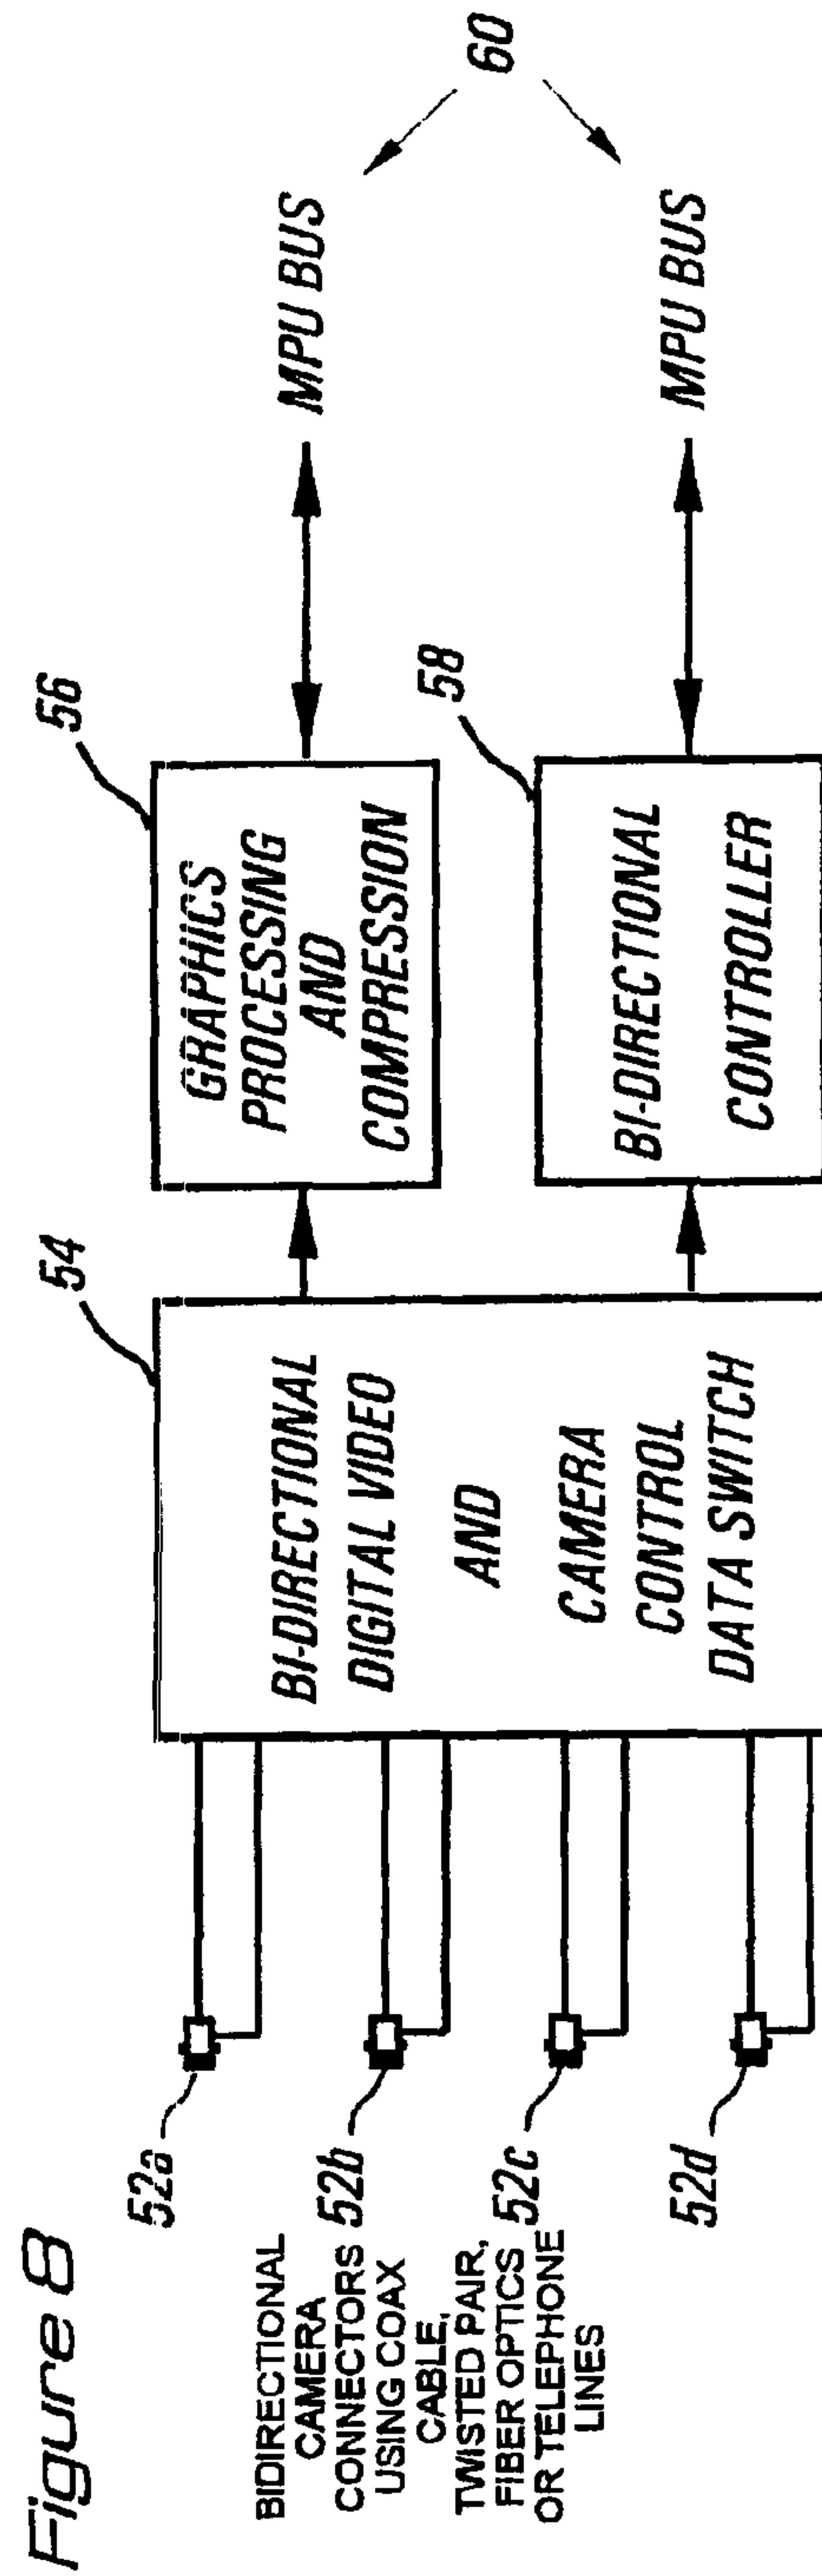 Figure 8
BIDIRECTIONAL
CAMERA
CONNECTORS
USING COAX
CABLE,
TWISTED PAIR,
FIBER OPTICS
OR TELEPHONE
LINES
52a
52b
52c
52d
54
BI-DIRECTIONAL
DIGITAL VIDEO
AND
CAMERA
CONTROL
DATA SWITCH
56
GRAPHICS
PROCESSING
AND
COMPRESSION
58
BI-DIRECTIONAL
CONTROLLER
MPU BUS
MPU BUS
60